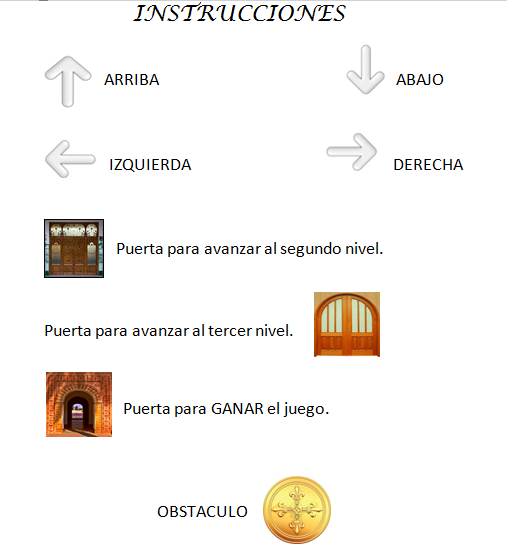 INSTRUCCIONES
ARRIBA
ABAJO
IZQUIERDA
DERECHA
Puerta para avanzar al segundo nivel.
Puerta para avanzar al tercer nivel.
Puerta para GANAR el juego.
OBSTACULO